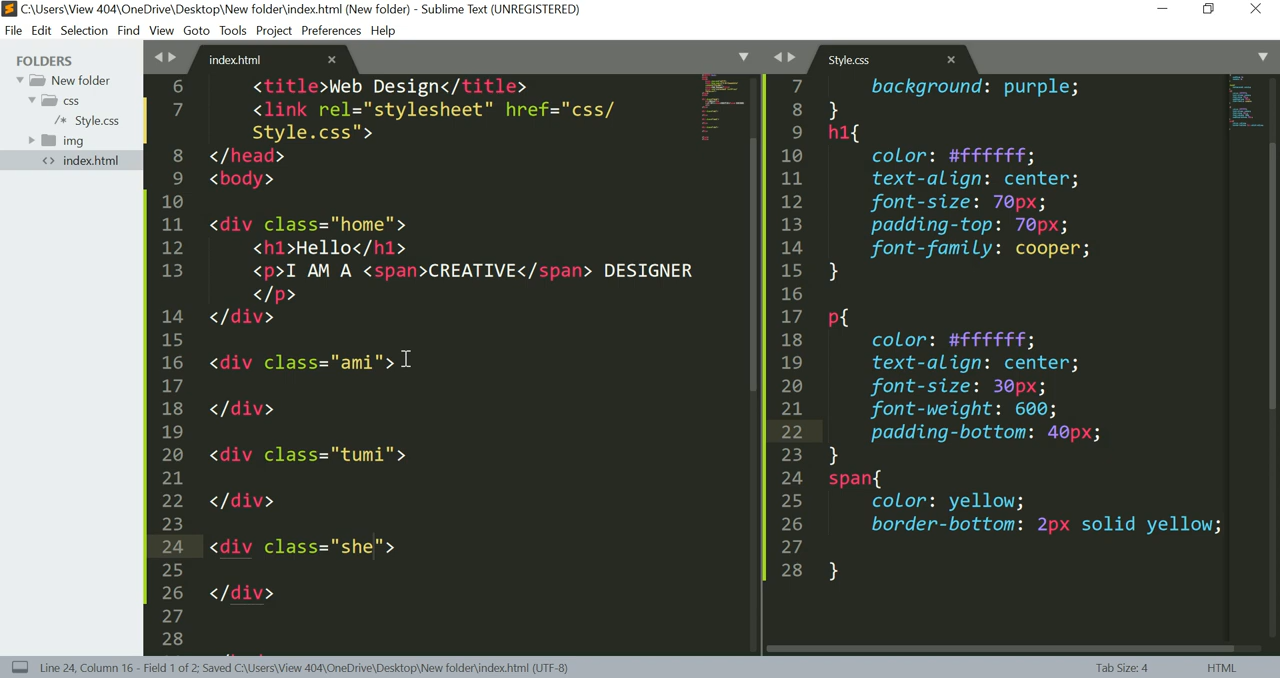 C:\Users\View 404\OneDrive\Desktop\New folder\index.html (New folder) - Sublime Text (UNREGISTERED)
File Edit Selection Find View Goto Tools Project Preferences Help
FOLDERS
New folder
css
/* Style.css
img
<> index.html
index.html
6 <title>Web Design</title>
7 <link rel="stylesheet" href="css/
Style.css">
8 </head>
9 <body>
10
11 <div class="home">
12 <h1>Hello</h1>
13 <p>I AM A <span>CREATIVE</span> DESIGNER
</p>
14 </div>
15
16 <div class="ami">
17
18 </div>
19
20 <div class="tumi">
21
22 </div>
23
24 <div class="she">
25
26 </div>
27
28
Style.css
7 background: purple;
8 }
9 h1{
10 color: #ffffff;
11 text-align: center;
12 font-size: 70px;
13 padding-top: 70px;
14 font-family: cooper;
15 }
16
17 p{
18 color: #ffffff;
19 text-align: center;
20 font-size: 30px;
21 font-weight: 600;
22 padding-bottom: 40px;
23 }
24 span{
25 color: yellow;
26 border-bottom: 2px solid yellow;
27
28 }
Line 24, Column 16 - Field 1 of 2; Saved C:\Users\View 404\OneDrive\Desktop\New folder\index.html (UTF-8)
Tab Size: 4
HTML